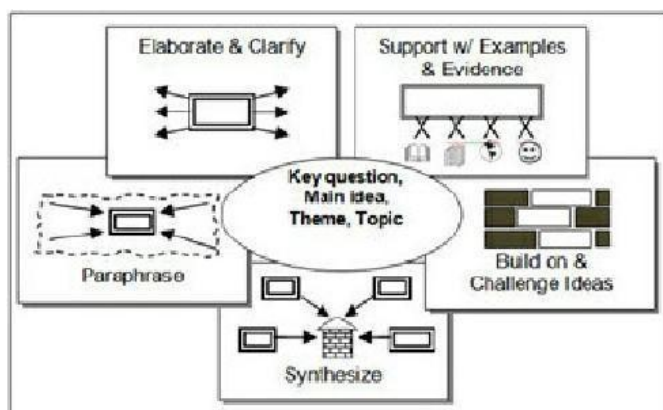 Elaborate & Clarify
Support w/ Examples
& Evidence
Key question,
Main idea,
Theme, Topic
Paraphrase
Build on &
Challenge Ideas
Synthesize